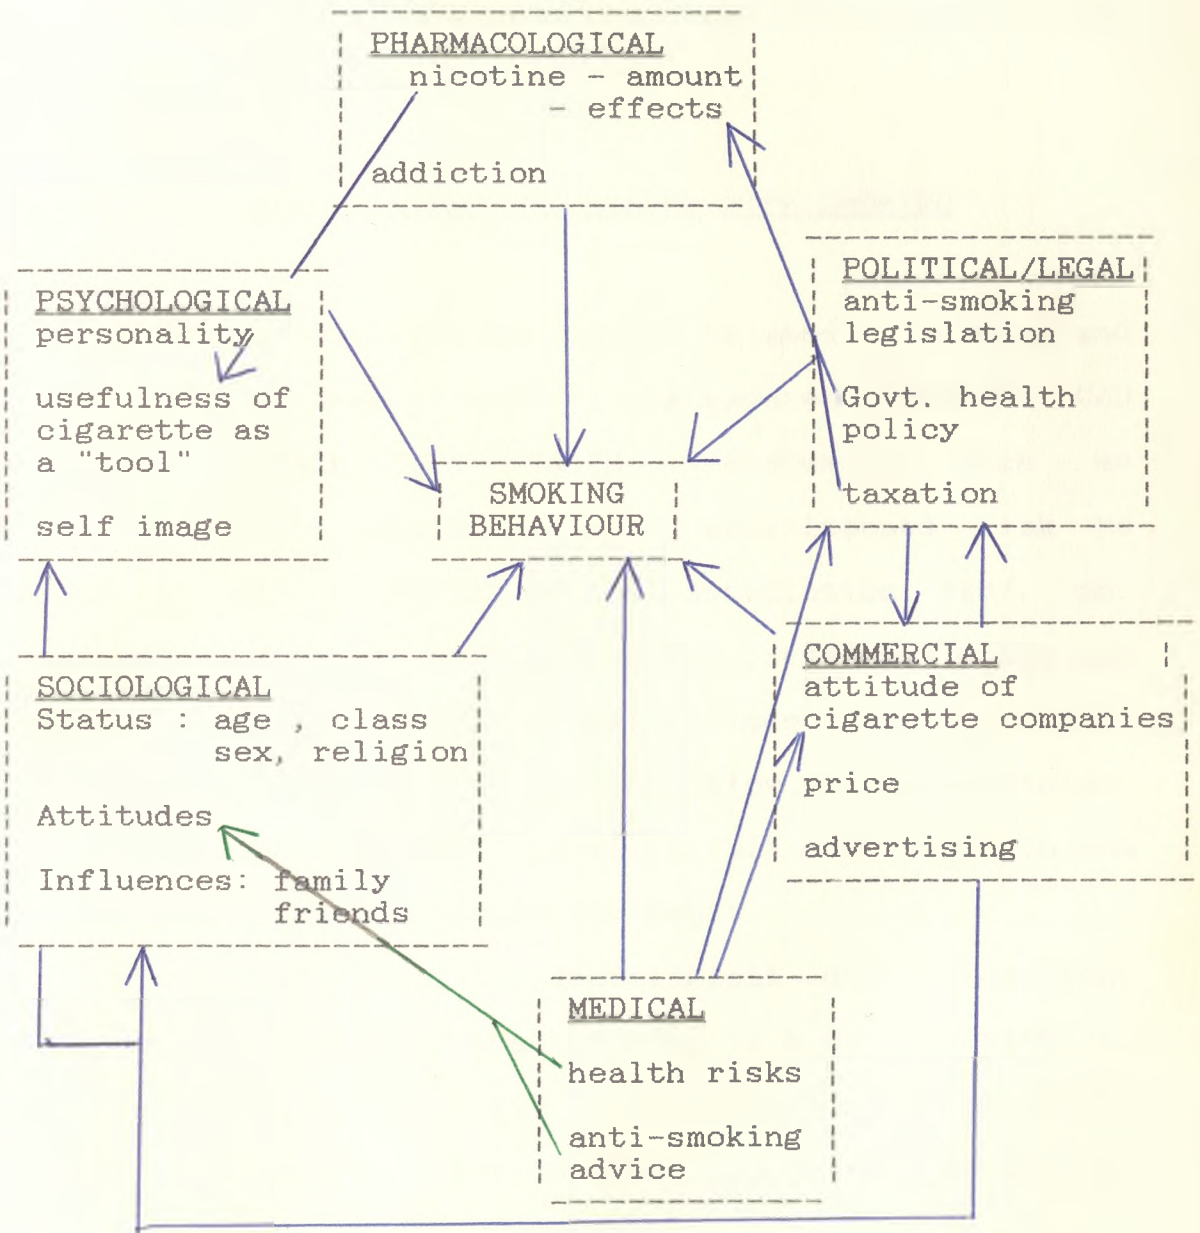 PHARMACOLOGICAL
nicotine - amount
- effects
addiction
PSYCHOLOGICAL
personality
usefulness of
cigarette as
a "tool"
self image
POLITICAL/LEGAL
anti-smoking
legislation
Govt. health
policy
taxation
SMOKING
BEHAVIOUR
SOCIOLOGICAL
Status : age , class
sex, religion
Attitudes
Influences: family
friends
COMMERCIAL
attitude of
cigarette companies
price
advertising
MEDICAL
health risks
anti-smoking
advice